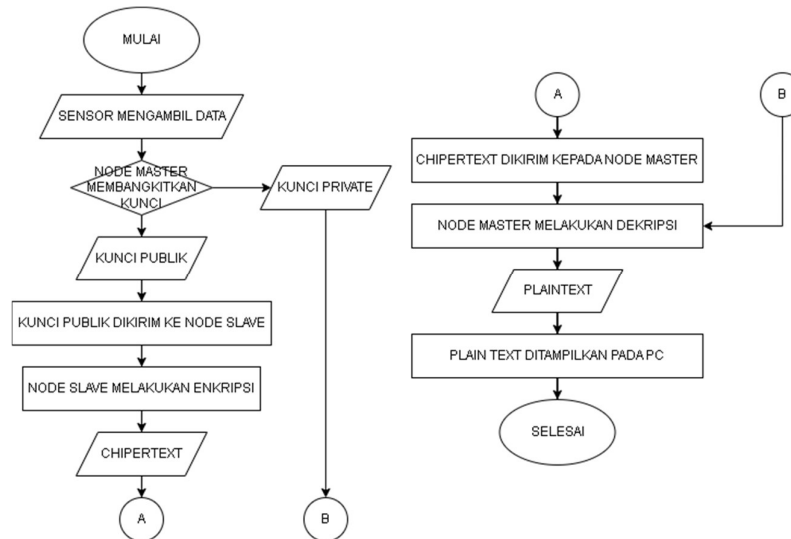 MULAI
SENSOR MENGAMBIL DATA
NODE MASTER
MEMBANGKITKAN
KUNCI
KUNCI PRIVATE
KUNCI PUBLIK
KUNCI PUBLIK DIKIRIM KE NODE SLAVE
NODE SLAVE MELAKUKAN ENKRIPSI
CHIPERTEXT
A
B
A
B
CHIPERTEXT DIKIRIM KEPADA NODE MASTER
NODE MASTER MELAKUKAN DEKRIPSI
PLAINTEXT
PLAIN TEXT DITAMPILKAN PADA PC
SELESAI